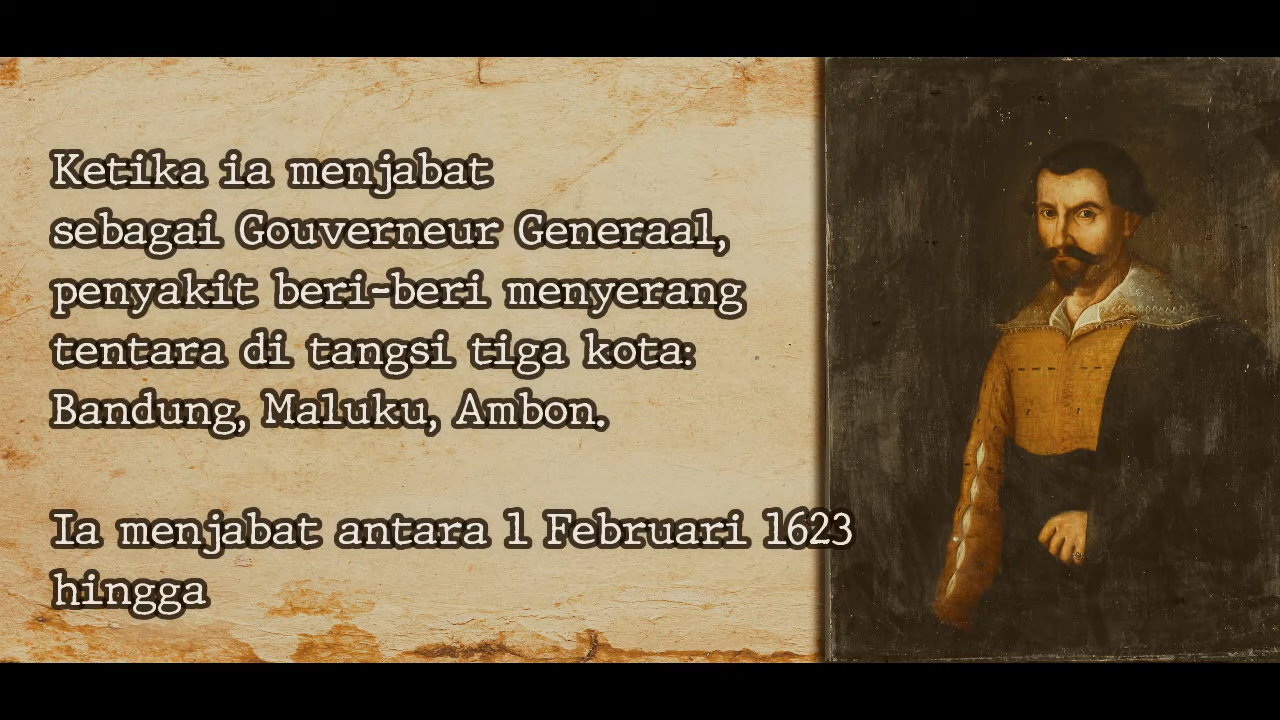 Ketika ia menjabat
sebagai Gouverneur Generaal,
penyakit beri-beri menyerang
tentara di tangsi tiga kota:
Bandung, Maluku, Ambon.
Ia menjabat antara 1 Februari 1623
hingga